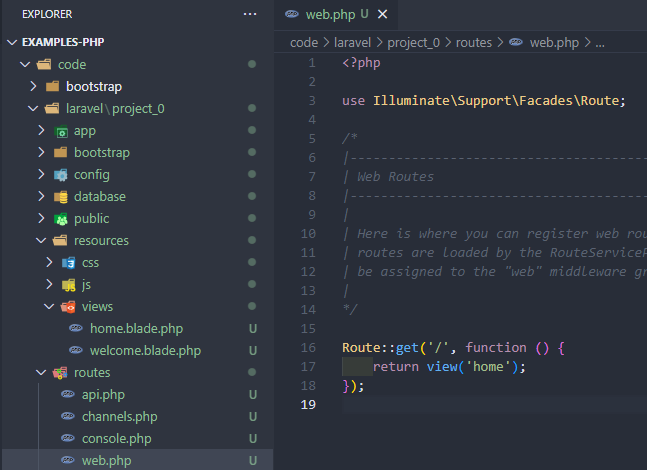 EXPLORER
...
EXAMPLES-PHP
code
bootstrap
laravel\project_0
app
bootstrap
config
database
public
resources
css
js
views
home.blade.php U
welcome.blade.php U
routes
api.php U
channels.php U
console.php U
web.php U
web.php U
code > laravel > project_0 > routes > web.php > ...
1 <?php
2
3 use Illuminate\Support\Facades\Route;
4
5 /*
6 |--------------------------------------
7 | Web Routes
8 |--------------------------------------
9 |
10 | Here is where you can register web rou
11 | routes are loaded by the RouteServiceP
12 | be assigned to the "web" middleware gr
13 |
14 */
15
16 Route::get('/', function () {
17     return view('home');
18 });
19